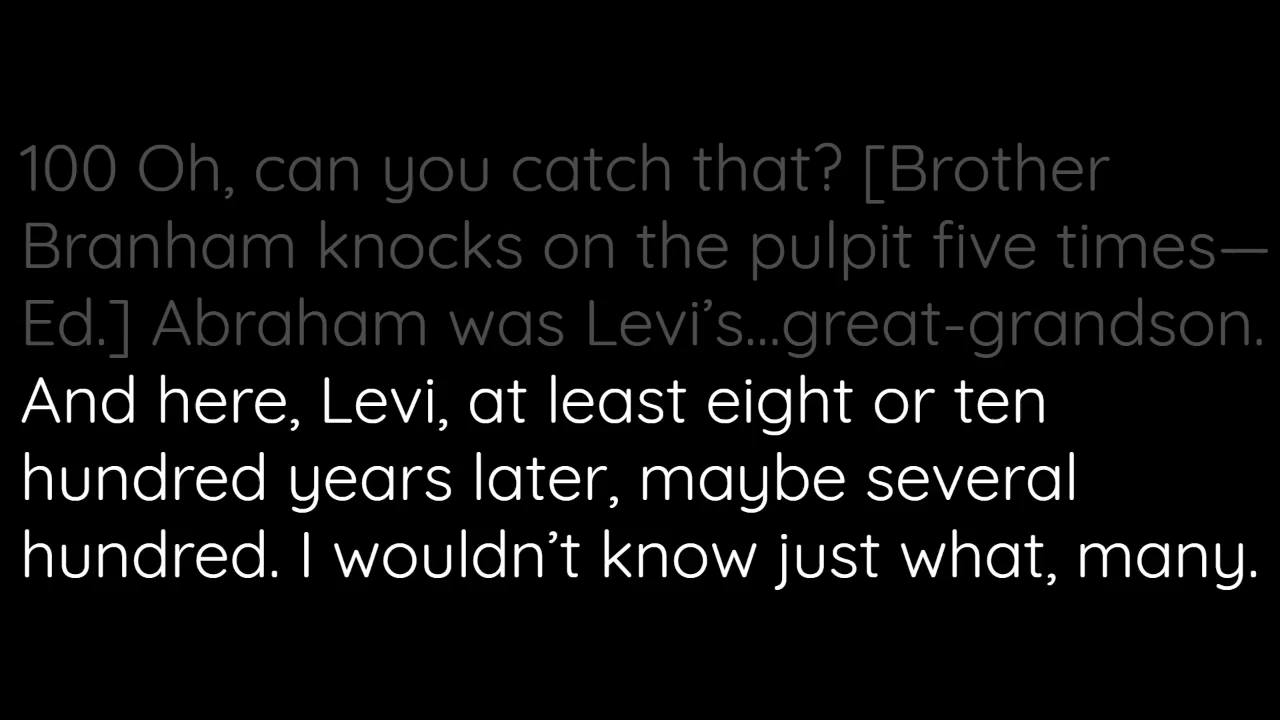 100 Oh, can you catch that? [Brother
Branham knocks on the pulpit five times—
Ed.] Abraham was Levi’s...great-grandson.
And here, Levi, at least eight or ten
hundred years later, maybe several
hundred. I wouldn’t know just what, many.